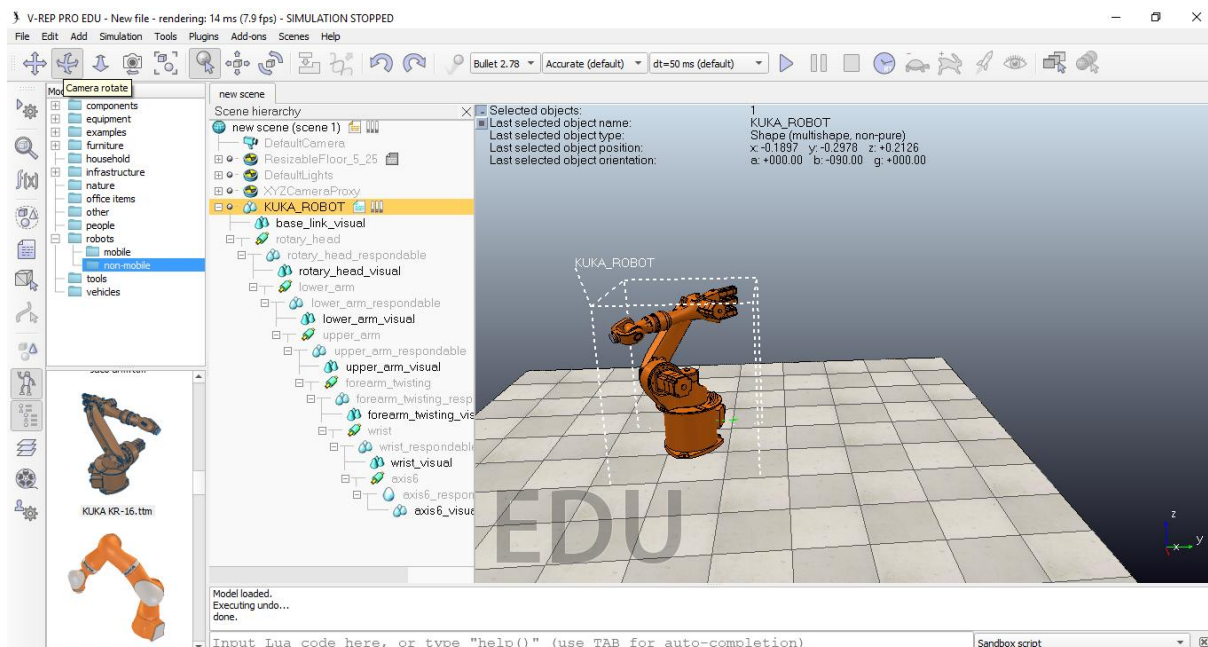 V-REP PRO EDU - New file - rendering: 14 ms (7.9 fps) - SIMULATION STOPPED
File Edit Add Simulation Tools Plugins Add-ons Scenes Help
Bullet 2.78 Accurate (default) dt=50 ms (default)
Camera rotate
components
equipment
examples
furniture
household
infrastructure
nature
office items
other
people
robots
mobile
non-mobile
tools
vehicles
KUKA KR-16.ttm
new scene
Scene hierarchy
new scene (scene 1)
DefaultCamera
ResizableFloor_5_25
DefaultLights
XYZCameraProxy
KUKA_ROBOT
base_link_visual
rotary_head
rotary_head_respondable
rotary_head_visual
lower_arm
lower_arm_respondable
lower_arm_visual
upper_arm
upper_arm_respondable
upper_arm_visual
forearm_twisting
forearm_twisting_resp
forearm_twisting_vis
wrist
wrist_respondabl
wrist_visual
axis6
axis6_respon
axis6_visua
Selected objects: 1
Last selected object name: KUKA_ROBOT
Last selected object type: Shape (multishape, non-pure)
Last selected object position: x: -0.1897 y: -0.2978 z: +0.2126
Last selected object orientation: a: +000.00 b: -090.00 g: +000.00
KUKA_ROBOT
EDU
z
x y
Model loaded.
Executing undo...
done.
Input Lua code here, or type "help()" (use TAB for auto-completion)
Sandbox script